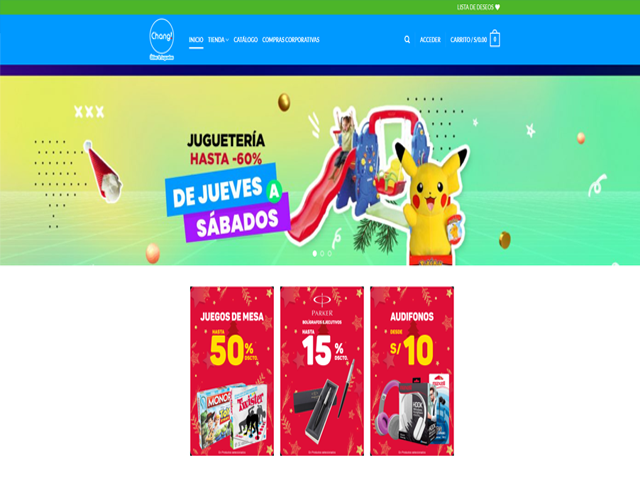 LISTA DE DESEOS
Chang!
INICIO TIENDA CATÁLOGO COMPRAS CORPORATIVAS ACCEDER CARRITO / S/0.00 0
XXX
JUGUETERÍA
HASTA -60%
DE JUEVES A
SÁBADOS
JUEGOS DE MESA
HASTA
50%
DSCTO.
PARKER
BOLÍGRAFOS EJECUTIVOS
HASTA
15%
DSCTO.
AUDIFONOS
DESDE
S/10
MONOPOLY
Twister
maxell